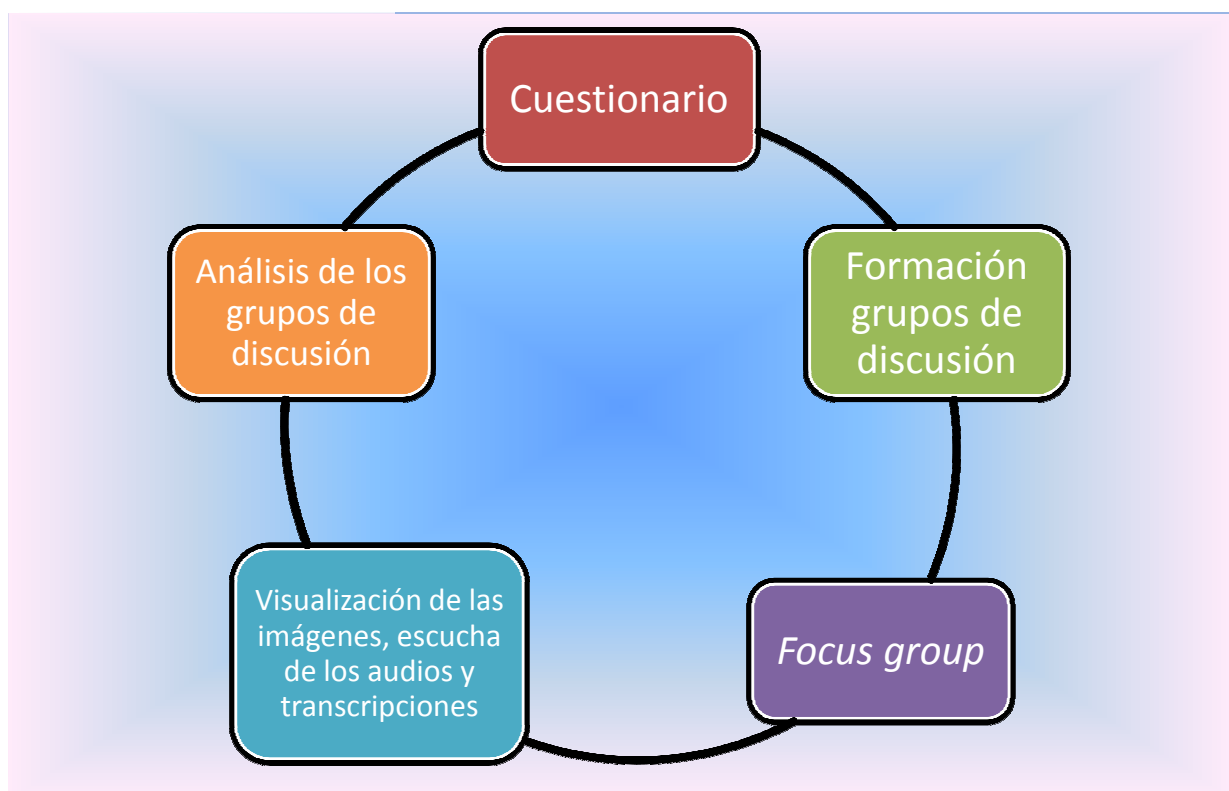 Cuestionario
Formación
grupos de
discusión
Focus group
Visualización de las
imágenes, escucha
de los audios y
transcripciones
Análisis de los
grupos de
discusión